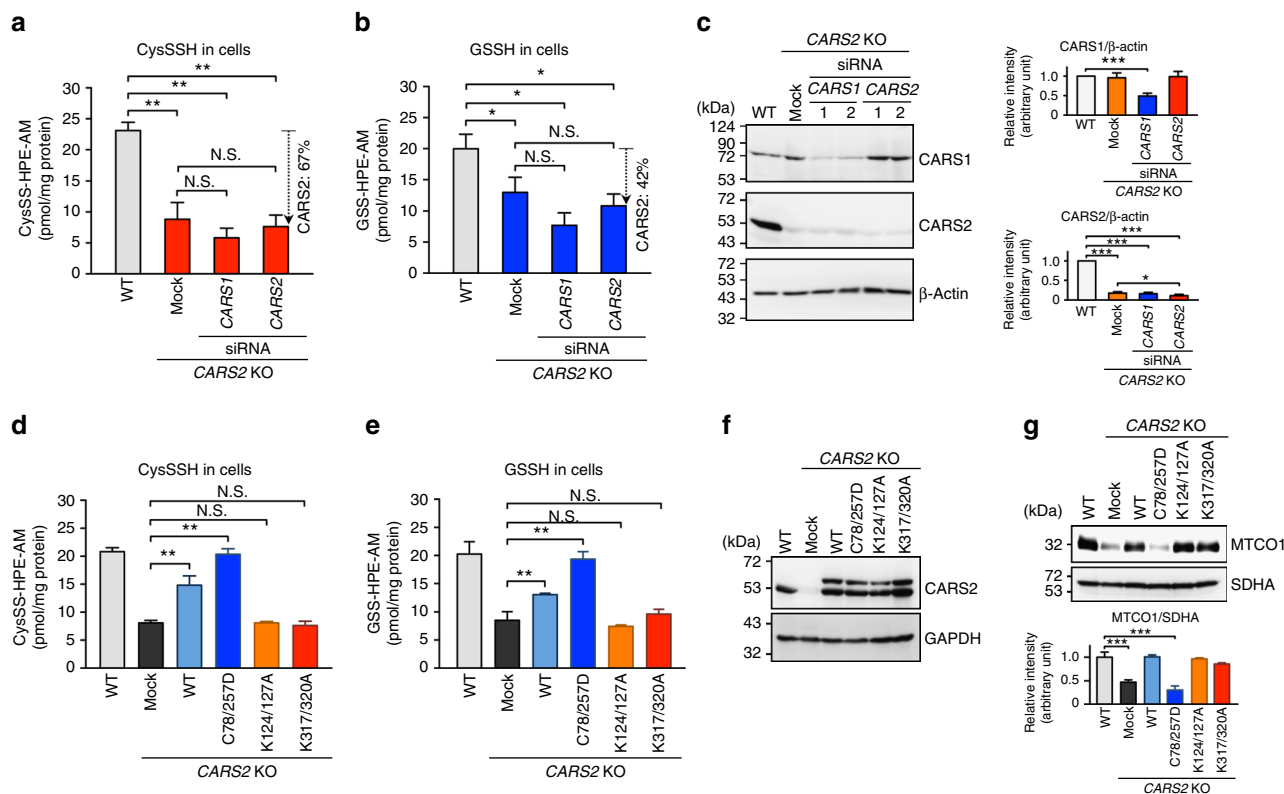 a
CysSSH in cells
CysSS-HPE-AM
(pmol/mg protein)
30
25
20
15
10
5
0
**
**
**
N.S.
N.S.
CARS2: 67%
WT
Mock
CARS1
CARS2
siRNA
CARS2 KO
b
GSSH in cells
GSS-HPE-AM
(pmol/mg protein)
30
25
20
15
10
5
0
*
*
*
N.S.
N.S.
CARS2: 42%
WT
Mock
CARS1
CARS2
siRNA
CARS2 KO
c
CARS2 KO
siRNA
CARS1 CARS2
(kDa) WT Mock 1 2 1 2
124
90
72
53
CARS1
72
53
43
CARS2
72
53
43
32
β-Actin
CARS1/β-actin
Relative intensity
(arbitrary unit)
1.0
0.5
0
***
WT
Mock
CARS1
CARS2
siRNA
CARS2 KO
CARS2/β-actin
Relative intensity
(arbitrary unit)
1.0
0.5
0
***
***
***
*
WT
Mock
CARS1
CARS2
siRNA
CARS2 KO
d
CysSSH in cells
CysSS-HPE-AM
(pmol/mg protein)
30
25
20
15
10
5
0
N.S.
N.S.
**
**
WT
Mock
WT
C78/257D
K124/127A
K317/320A
CARS2 KO
e
GSSH in cells
GSS-HPE-AM
(pmol/mg protein)
30
25
20
15
10
5
0
N.S.
N.S.
**
**
WT
Mock
WT
C78/257D
K124/127A
K317/320A
CARS2 KO
f
CARS2 KO
(kDa) WT Mock WT C78/257D K124/127A K317/320A
72
53
CARS2
43
32
GAPDH
g
CARS2 KO
(kDa) WT Mock WT C78/257D K124/127A K317/320A
32
MTCO1
72
53
SDHA
MTCO1/SDHA
Relative intensity
(arbitrary unit)
1.0
0.5
0
***
***
WT
Mock
WT
C78/257D
K124/127A
K317/320A
CARS2 KO